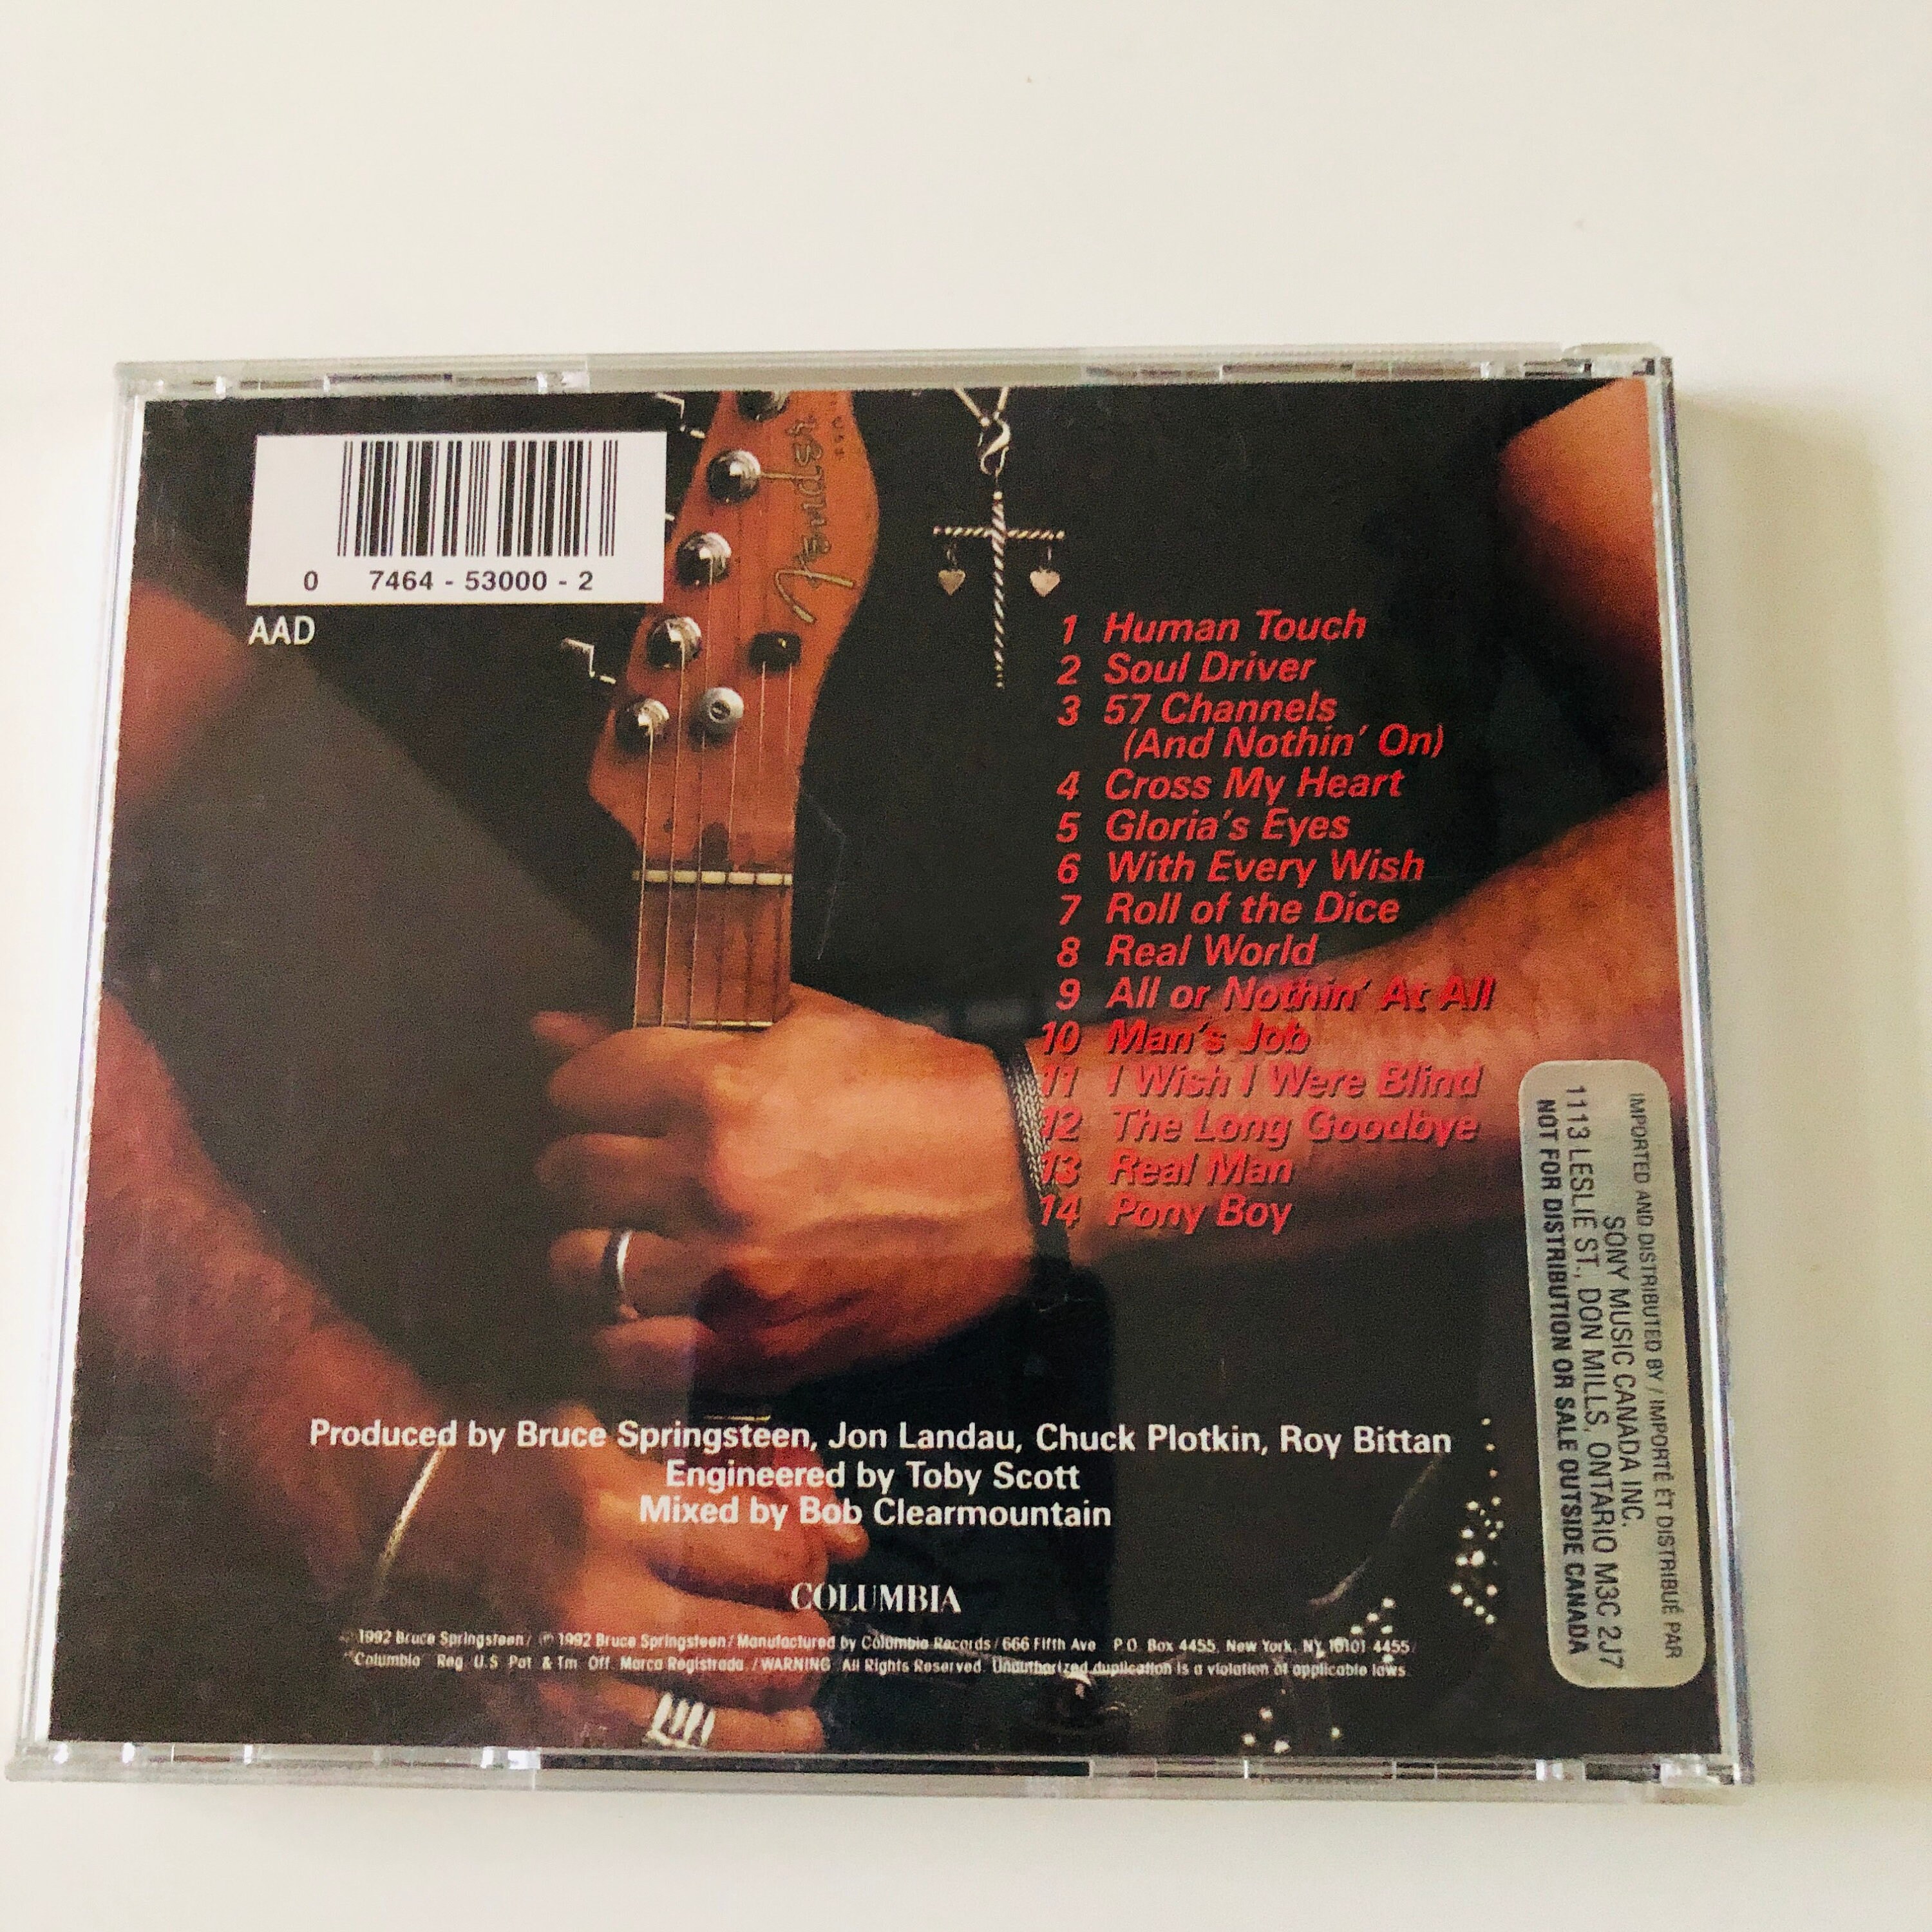 0 7464 - 53000 - 2
AAD
Fender
1 Human Touch
2 Soul Driver
3 57 Channels
(And Nothin' On)
4 Cross My Heart
5 Gloria's Eyes
6 With Every Wish
7 Roll of the Dice
8 Real World
9 All or Nothin' At All
10 Man's Job
11 I Wish I Were Blind
12 The Long Goodbye
13 Real Man
14 Pony Boy
Produced by Bruce Springsteen, Jon Landau, Chuck Plotkin, Roy Bittan
Engineered by Toby Scott
Mixed by Bob Clearmountain
COLUMBIA
1992 Bruce Springsteen / ℗ 1992 Bruce Springsteen / Manufactured by Columbia Records / 666 Fifth Ave P.O. Box 4455, New York, NY 10101 4455
"Columbia" Reg. U.S. Pat. & Tm. Off. Marca Registrada. / WARNING All Rights Reserved. Unauthorized duplication is a violation of applicable laws.
IMPORTED AND DISTRIBUTED BY / IMPORTÉ ET DISTRIBUÉ PAR
SONY MUSIC CANADA INC.
1113 LESLIE ST., DON MILLS, ONTARIO M3C 2J7
NOT FOR DISTRIBUTION OR SALE OUTSIDE CANADA